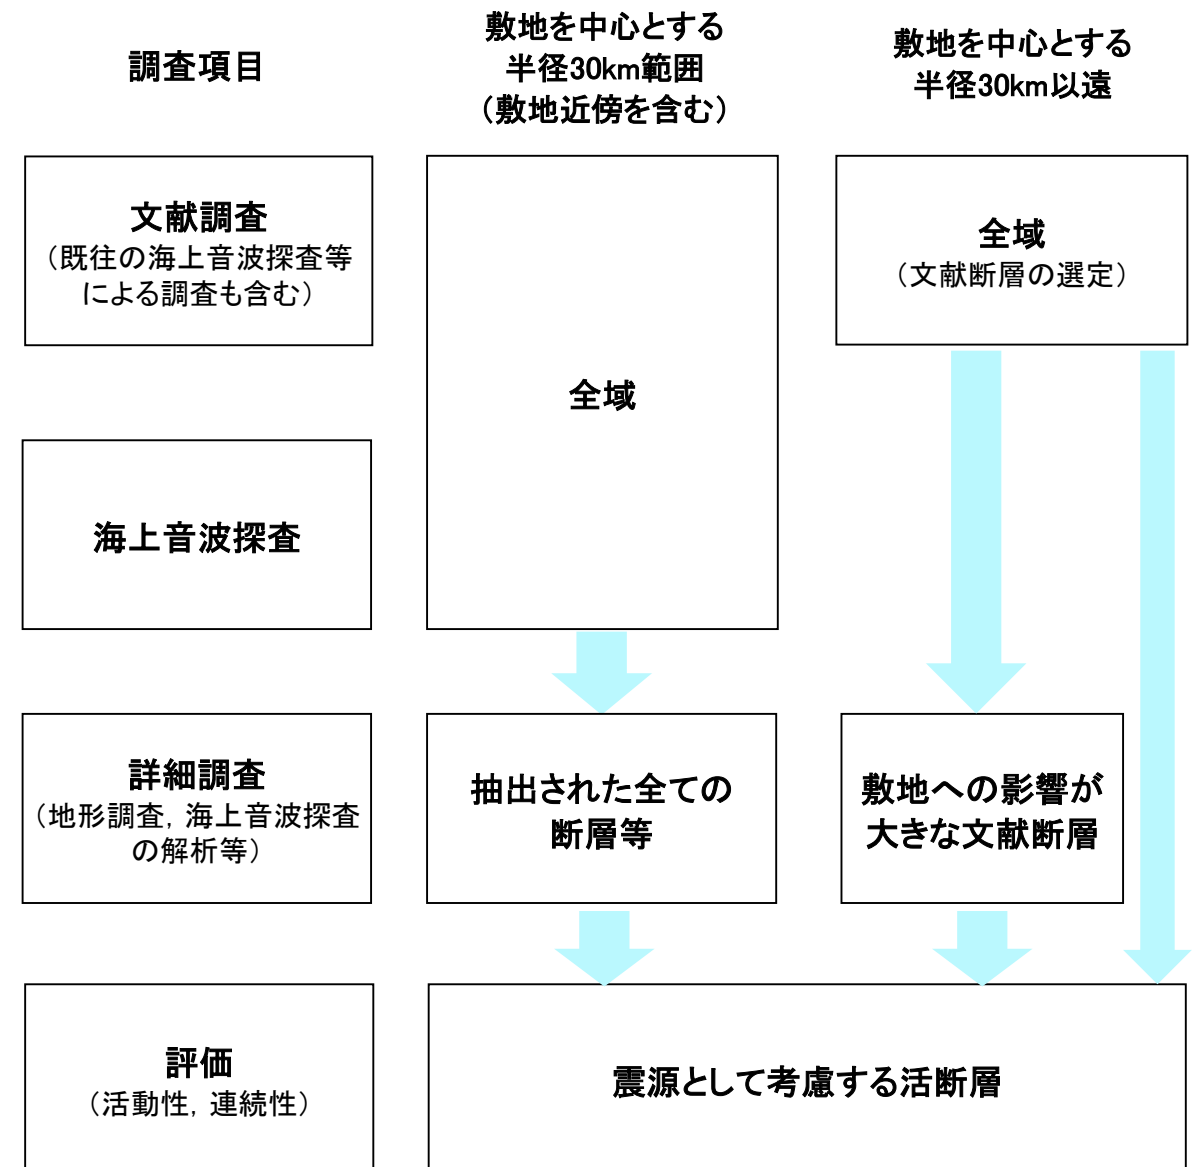 調査項目
敷地を中心とする
半径30km範囲
（敷地近傍を含む）
敷地を中心とする
半径30km以遠
文献調査
（既往の海上音波探査等
による調査も含む）
全域
全域
（文献断層の選定）
海上音波探査
詳細調査
（地形調査，海上音波探査
の解析等）
抽出された全ての
断層等
敷地への影響が
大きな文献断層
評価
（活動性，連続性）
震源として考慮する活断層